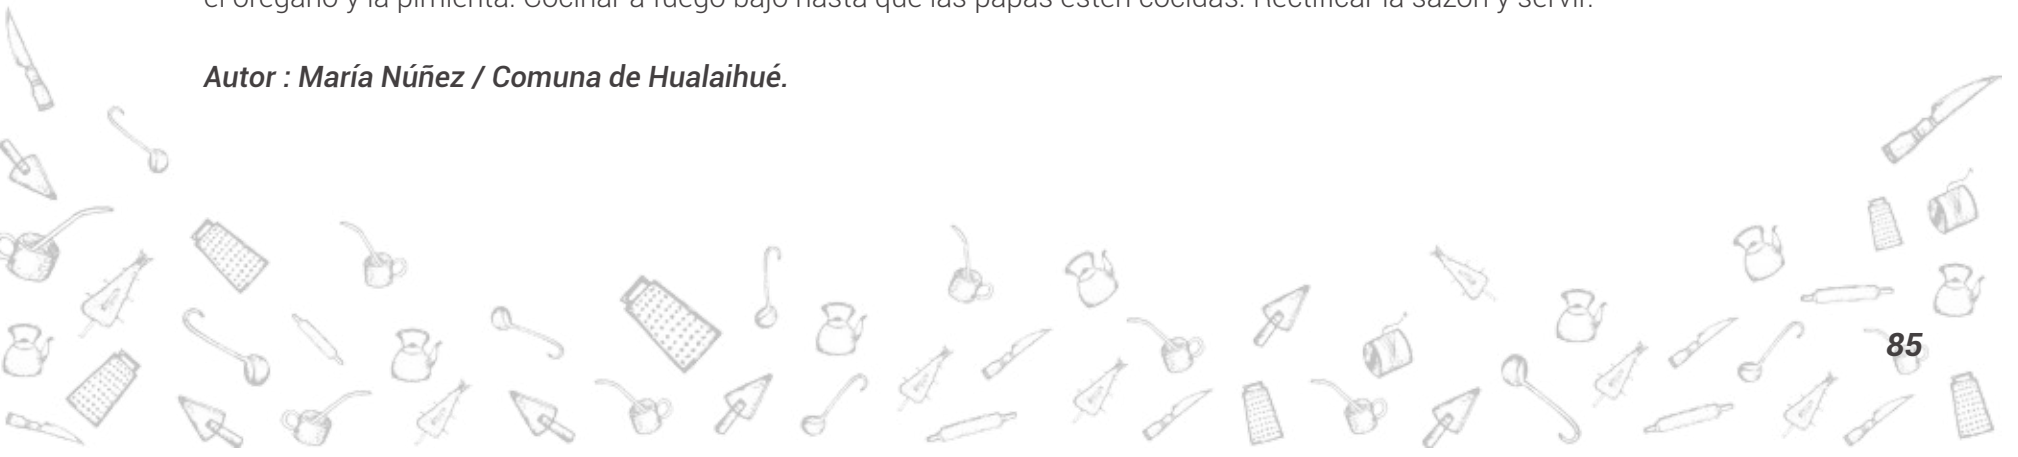 el orégano y la pimienta. Cocinar a fuego bajo hasta que las papas estén cocidas. Rectificar la sazón y servir.
Autor : María Núñez / Comuna de Hualaihué.
85